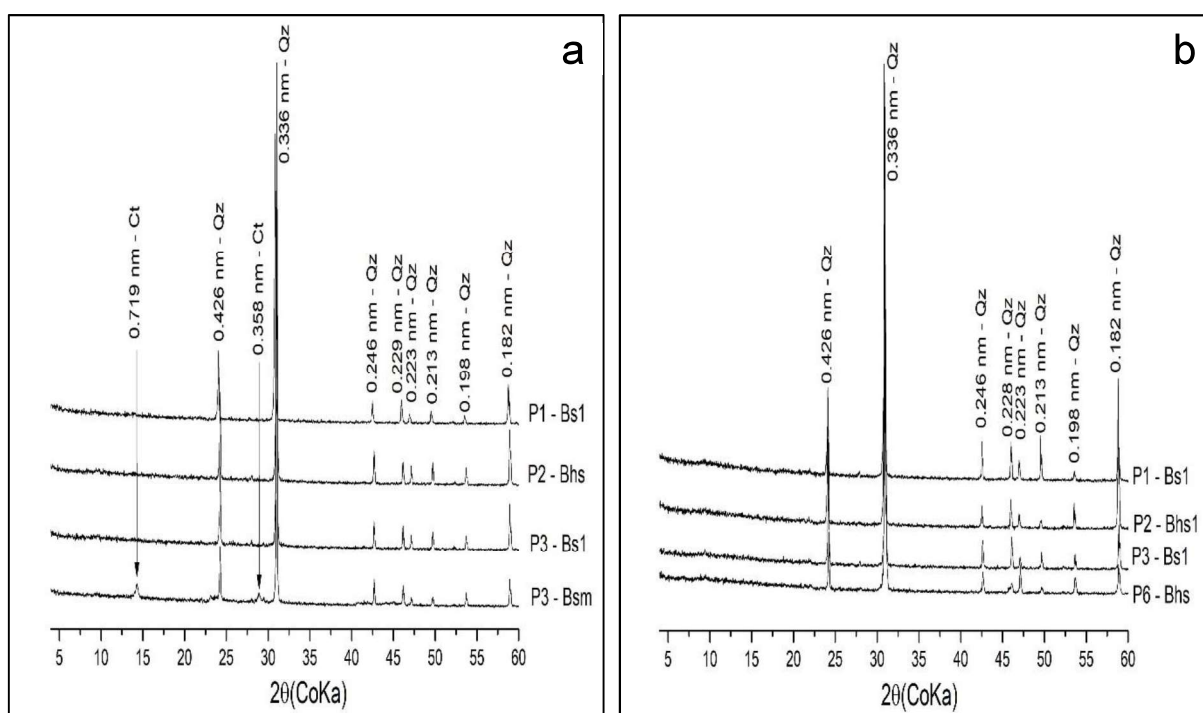 a
0.719 nm - Ct
0.426 nm - Qz
0.358 nm - Ct
0.336 nm - Qz
0.246 nm - Qz
0.229 nm - Qz
0.223 nm - Qz
0.213 nm - Qz
0.198 nm - Qz
0.182 nm - Qz
P1 - Bs1
P2 - Bhs
P3 - Bs1
P3 - Bsm
5 10 15 20 25 30 35 40 45 50 55 60
2θ(CoKa)
b
0.426 nm - Qz
0.336 nm - Qz
0.246 nm - Qz
0.228 nm - Qz
0.223 nm - Qz
0.213 nm - Qz
0.198 nm - Qz
0.182 nm - Qz
P1 - Bs1
P2 - Bhs1
P3 - Bs1
P6 - Bhs
5 10 15 20 25 30 35 40 45 50 55 60
2θ(CoKa)